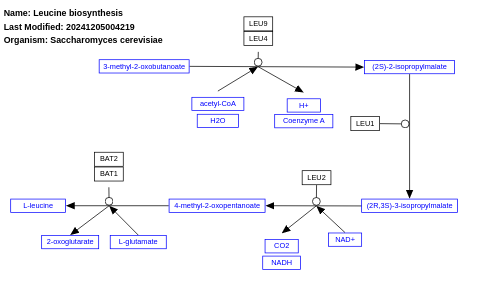 Name: Leucine biosynthesis
Last Modified: 20241205004219
Organism: Saccharomyces cerevisiae
LEU9
LEU4
3-methyl-2-oxobutanoate
(2S)-2-isopropylmalate
acetyl-CoA
H+
H2O
Coenzyme A
LEU1
BAT2
BAT1
LEU2
L-leucine
4-methyl-2-oxopentanoate
(2R,3S)-3-isopropylmalate
2-oxoglutarate
L-glutamate
CO2
NAD+
NADH